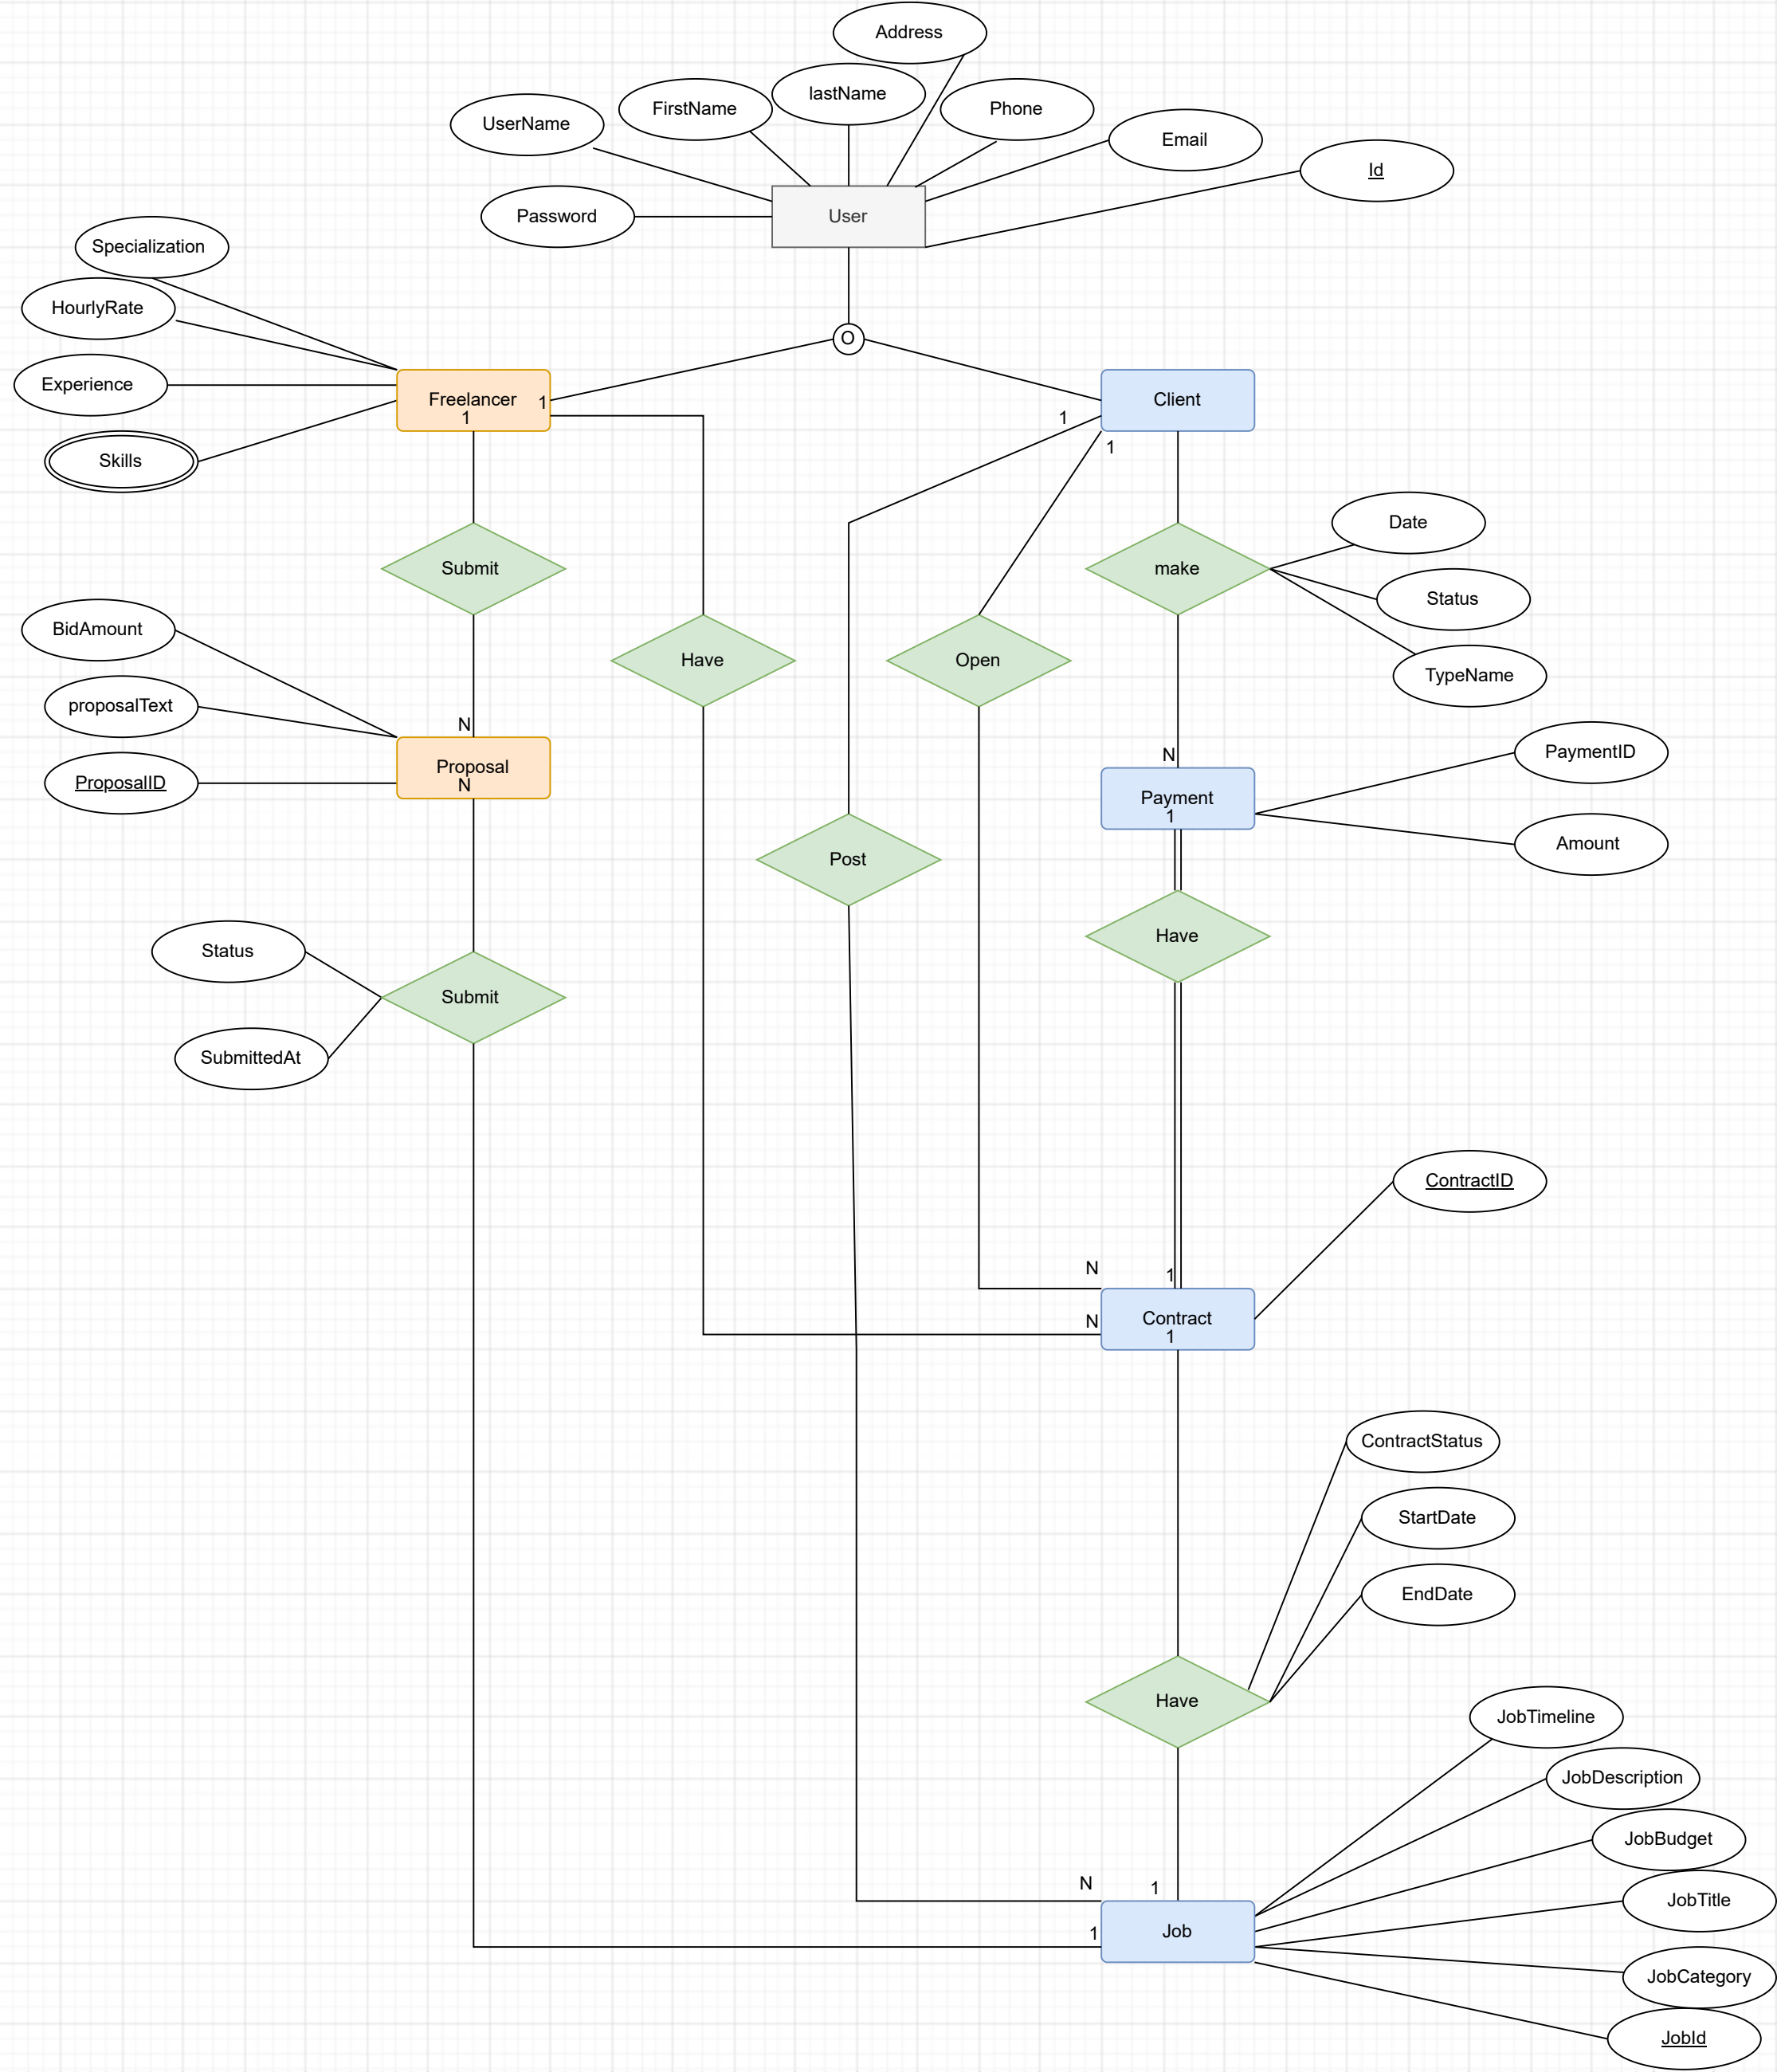 Address
lastName
FirstName
Phone
UserName
Email
Id
Password
User
Specialization
HourlyRate
O
Experience
Freelancer
1
1
Client
1
1
Skills
Date
Submit
make
Status
BidAmount
Have
Open
TypeName
proposalText
N
N
PaymentID
Proposal
N
ProposalID
Payment
1
Amount
Post
Have
Status
Submit
SubmittedAt
ContractID
N
1
N
Contract
1
ContractStatus
StartDate
EndDate
Have
JobTimeline
JobDescription
JobBudget
N
1
JobTitle
1
Job
JobCategory
JobId